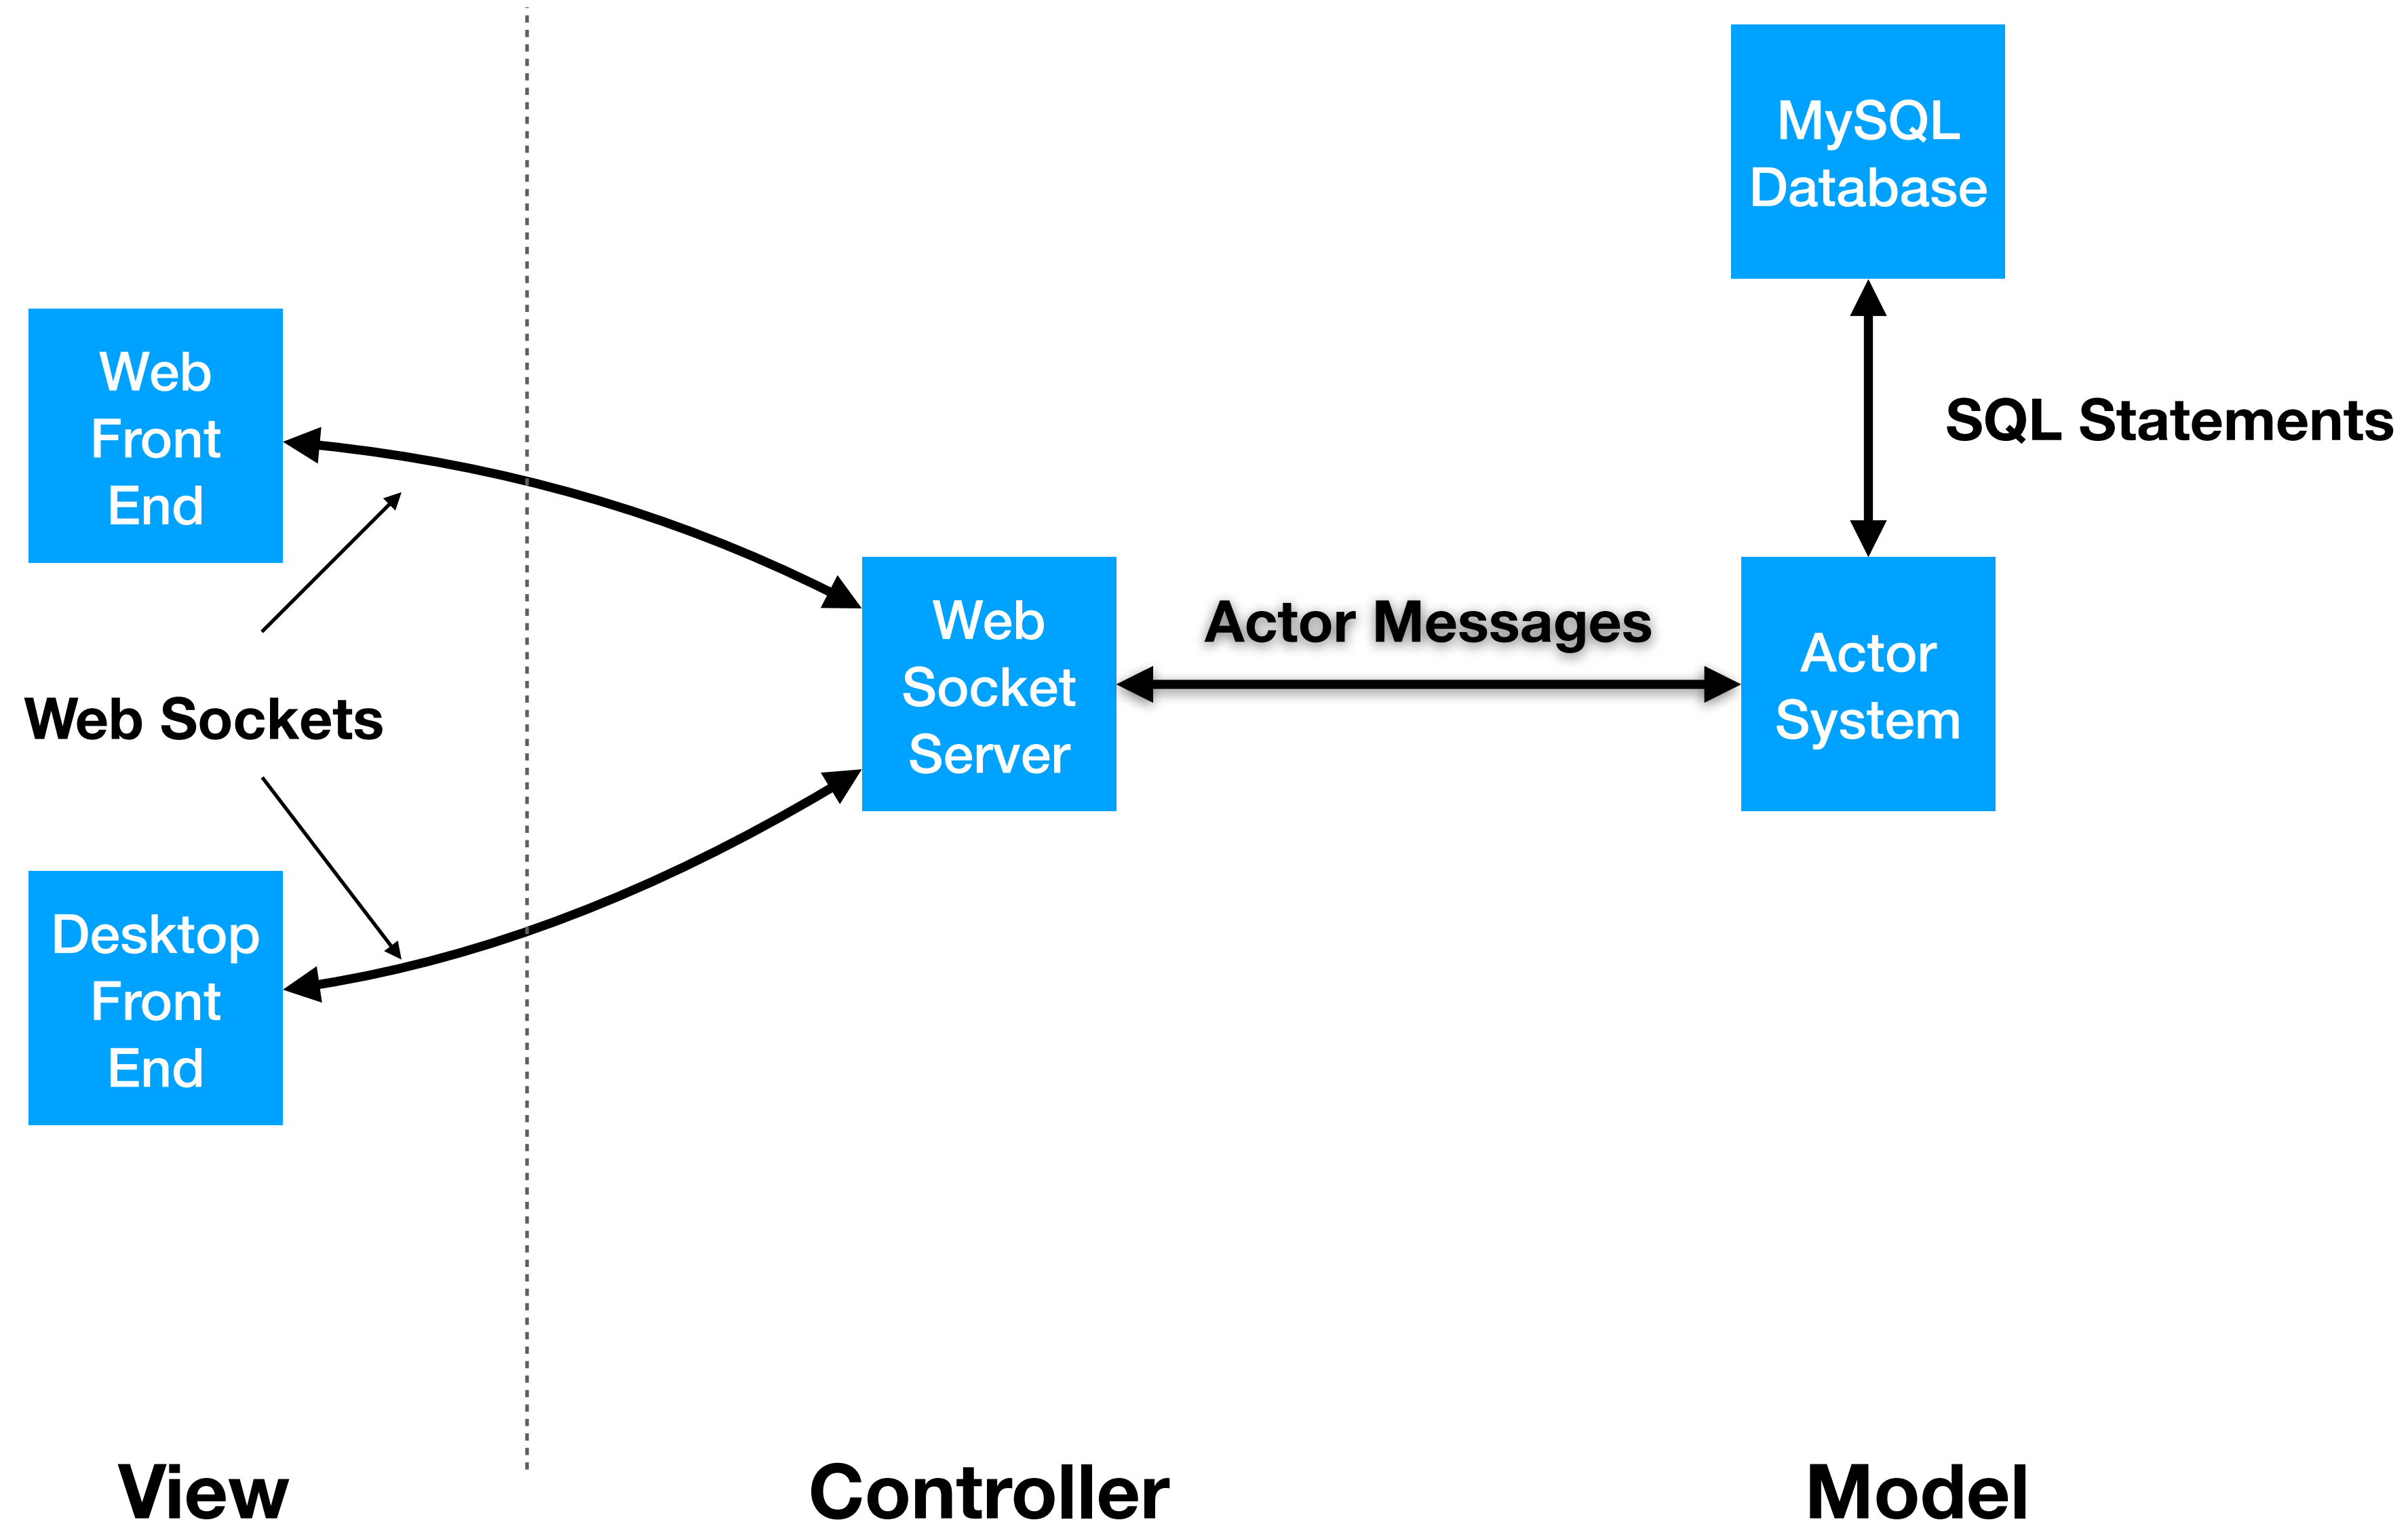 MySQL
Database
Web
Front
End
SQL Statements
Web
Socket
Server
Actor Messages
Actor
System
Web Sockets
Desktop
Front
End
View
Controller
Model